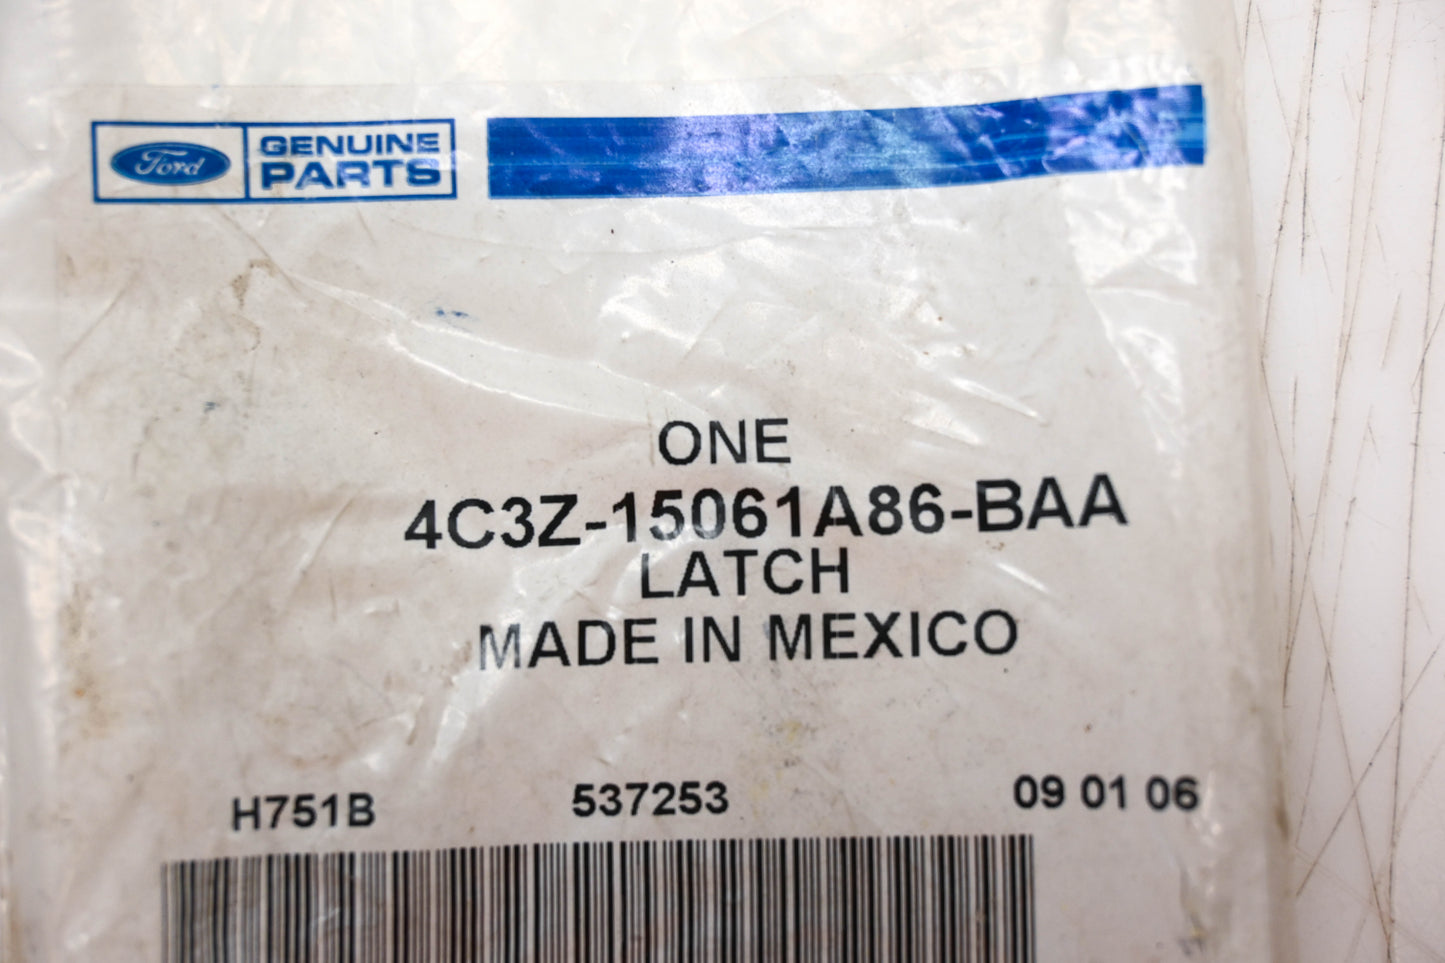 Ford
GENUINE
PARTS
ONE
4C3Z-15061A86-BAA
LATCH
MADE IN MEXICO
H751B 537253 09 01 06